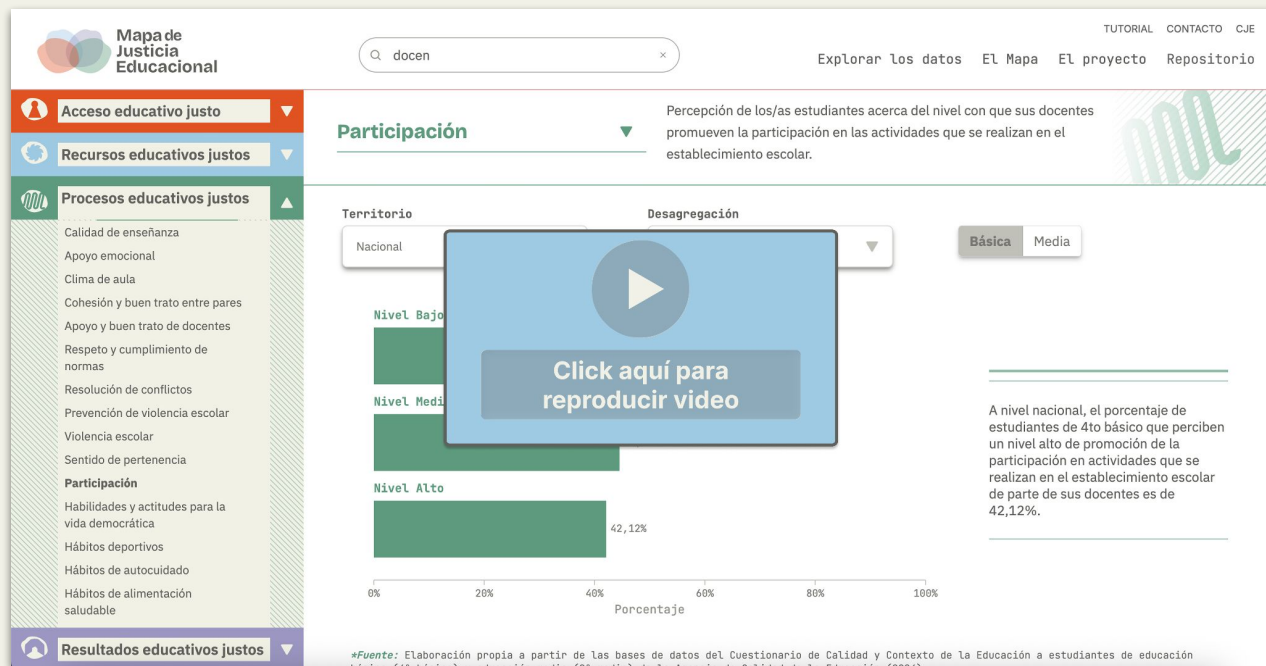 Mapa de
Justicia
Educacional
docen
×
TUTORIAL CONTACTO CJE
Explorar los datos El Mapa El proyecto Repositorio
Acceso educativo justo
Recursos educativos justos
Procesos educativos justos
Calidad de enseñanza
Apoyo emocional
Clima de aula
Cohesión y buen trato entre pares
Apoyo y buen trato de docentes
Respeto y cumplimiento de
normas
Resolución de conflictos
Prevención de violencia escolar
Violencia escolar
Sentido de pertenencia
Participación
Habilidades y actitudes para la
vida democrática
Hábitos deportivos
Hábitos de autocuidado
Hábitos de alimentación
saludable
Resultados educativos justos
Participación
Percepción de los/as estudiantes acerca del nivel con que sus docentes
promueven la participación en las actividades que se realizan en el
establecimiento escolar.
Territorio
Nacional
Desagregación
Básica Media
Nivel Bajo
Nivel Medi
Nivel Alto
42,12%
0% 20% 40% 60% 80% 100%
Porcentaje
Click aquí para
reproducir video
A nivel nacional, el porcentaje de
estudiantes de 4to básico que perciben
un nivel alto de promoción de la
participación en actividades que se
realizan en el establecimiento escolar
de parte de sus docentes es de
42,12%.
*Fuente: Elaboración propia a partir de las bases de datos del Cuestionario de Calidad y Contexto de la Educación a estudiantes de educación